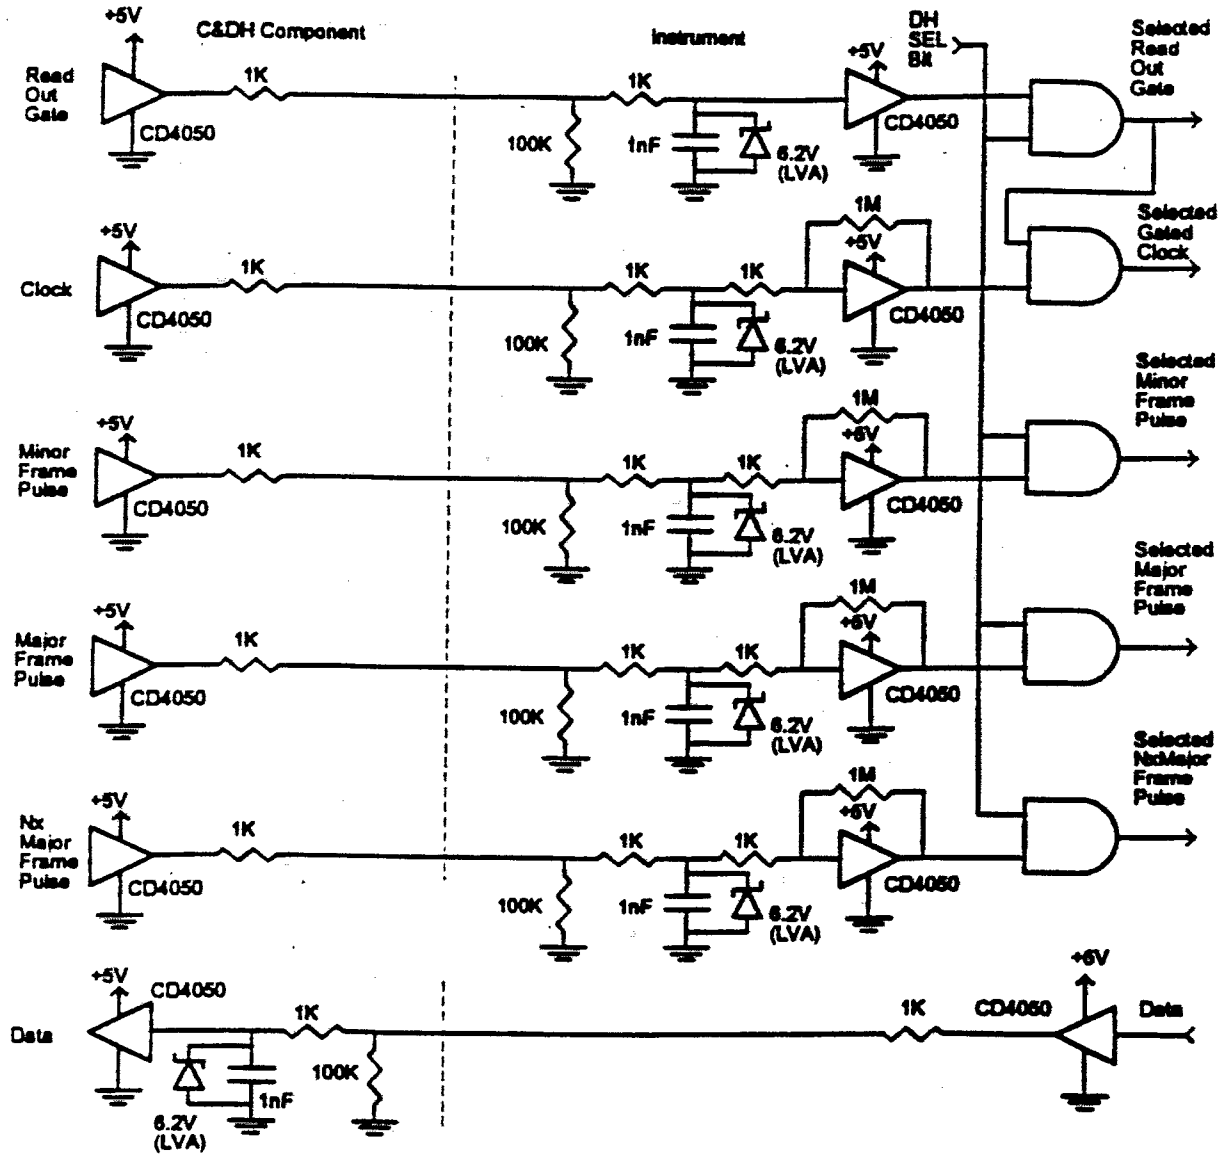 +5V
C&DH Component
Instrument
DH
SEL
Bit
Selected
Read
Out
Gate
Read
Out
Gate
1K
1K
+5V
CD4050
100K
1nF
6.2V
(LVA)
CD4050
Clock
+5V
1K
CD4050
100K
1K
1K
1nF
6.2V
(LVA)
1M
+5V
CD4050
Selected
Gated
Clock
Minor
Frame
Pulse
+5V
1K
CD4050
100K
1K
1K
1nF
6.2V
(LVA)
1M
+5V
CD4050
Selected
Minor
Frame
Pulse
Major
Frame
Pulse
+5V
1K
CD4050
100K
1K
1K
1nF
6.2V
(LVA)
1M
+5V
CD4050
Selected
Major
Frame
Pulse
Nx
Major
Frame
Pulse
+5V
1K
CD4050
100K
1K
1K
1nF
6.2V
(LVA)
1M
+5V
CD4050
Selected
NxMajor
Frame
Pulse
Data
+5V
CD4050
1K
6.2V
(LVA)
1nF
100K
1K
CD4050
+5V
Data